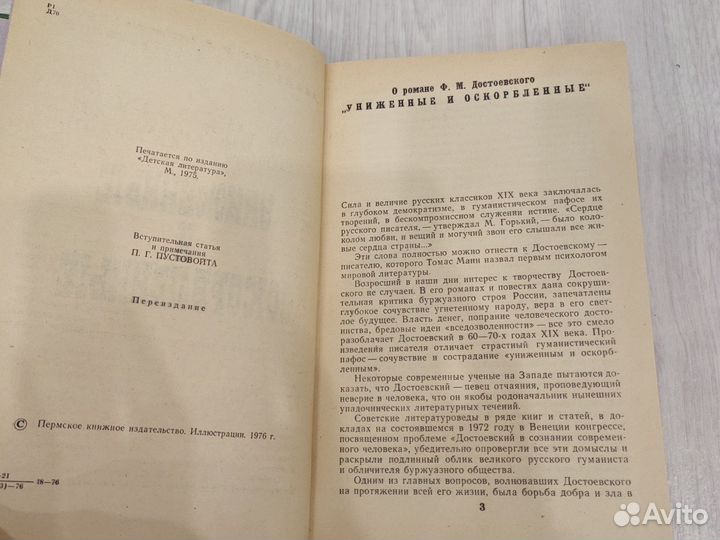 Р1
Д70
Печатается по изданию
«Детская литература»,
М., 1975.
Вступительная статья
и примечания
П. Г. ПУСТОВОЙТА
Переиздание
© Пермское книжное издательство. Иллюстрации. 1976 г.
—21
3)—76
18—76
О романе Ф. М. Достоевского
„УНИЖЕННЫЕ И ОСКОРБЛЕННЫЕ“
Сила и величие русских классиков XIX века заключалась
в глубоком демократизме, в гуманистическом пафосе их
творений, в бескомпромиссном служении истине. «Сердце
русского писателя, — утверждал М. Горький, — было колоко-
лом любви, и вещий и могучий звон его слышали все жи-
вые сердца страны...»
Эти слова полностью можно отнести к Достоевскому —
писателю, которого Томас Манн назвал первым психологом
мировой литературы.
Возросший в наши дни интерес к творчеству Достоев-
ского не случаен. В его романах и повестях дана сокруши-
тельная критика буржуазного строя России, запечатлены
глубокое сочувствие угнетенному народу, вера в его свет-
лое будущее. Власть денег, попрание человеческого досто-
инства, бредовые идеи «вседозволенности» — все это смело
разоблачает Достоевский в 60—70-х годах XIX века. Про-
изведения писателя отличает страстный гуманистический
пафос — сочувствие и сострадание «униженным и оскорб-
ленным».
Некоторые современные ученые на Западе пытаются
доказать, что Достоевский — певец отчаяния, проповедующий
неверие в человека, что он якобы родоначальник нынешних
упадочнических литературных течений.
Советские литературоведы в ряде книг и статей, в до-
кладах на состоявшемся в 1972 году в Венеции конгрессе,
посвященном проблеме «Достоевский в сознании современ-
ного человека», убедительно опровергли все эти домыслы и
раскрыли подлинный облик великого русского гуманиста
и обличителя буржуазного общества.
Одним из главных вопросов, волновавших Достоевского
на протяжении всей его жизни, была борьба добра и зла в
3
Avito